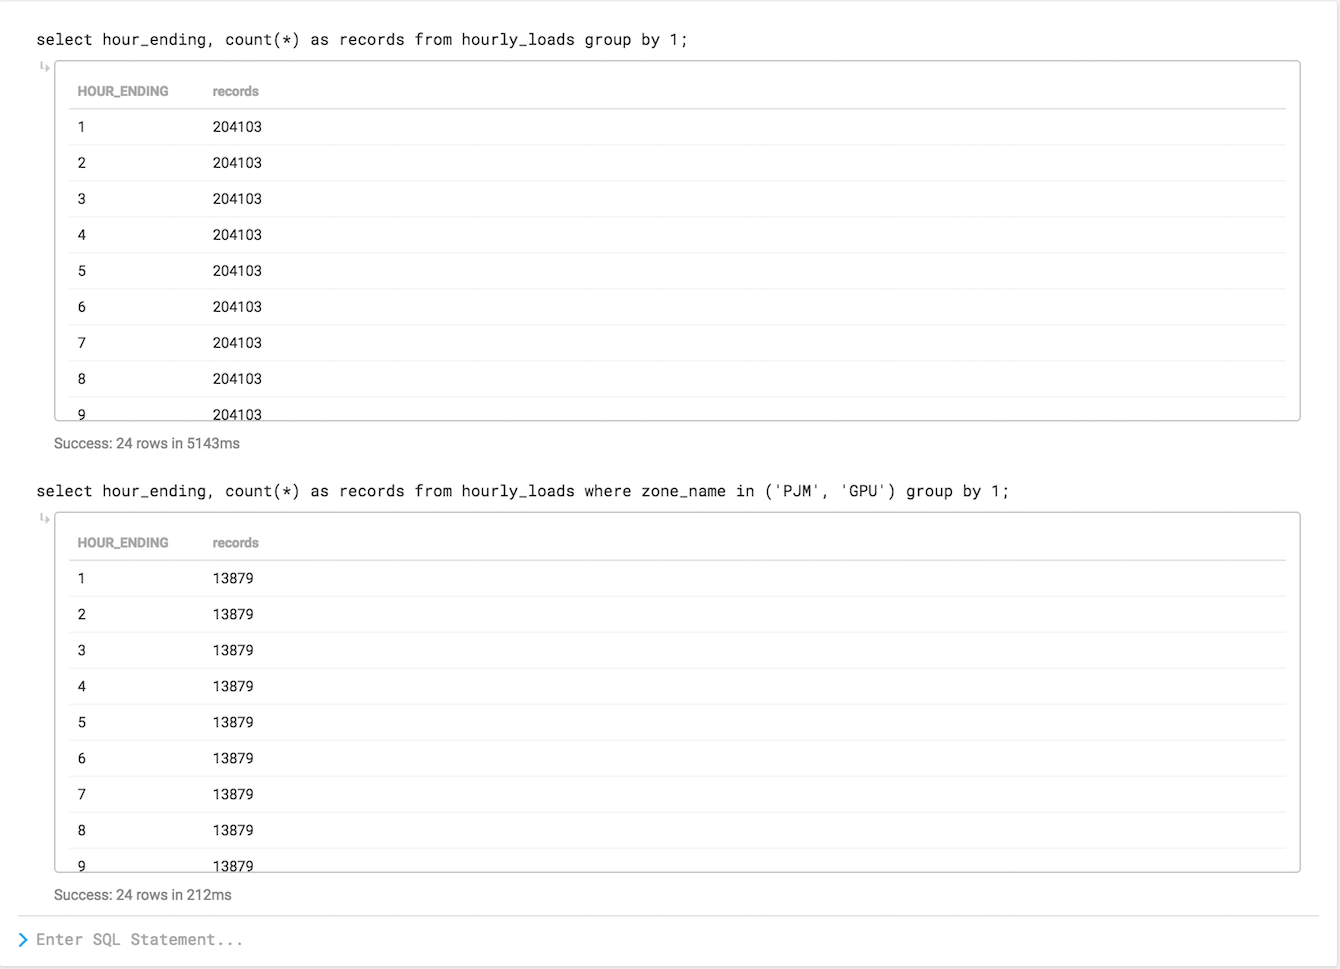 select hour_ending, count(*) as records from hourly_loads group by 1;
HOUR_ENDING records
1 204103
2 204103
3 204103
4 204103
5 204103
6 204103
7 204103
8 204103
9 204103
Success: 24 rows in 5143ms
select hour_ending, count(*) as records from hourly_loads where zone_name in ('PJM', 'GPU') group by 1;
HOUR_ENDING records
1 13879
2 13879
3 13879
4 13879
5 13879
6 13879
7 13879
8 13879
9 13879
Success: 24 rows in 212ms
Enter SQL Statement...